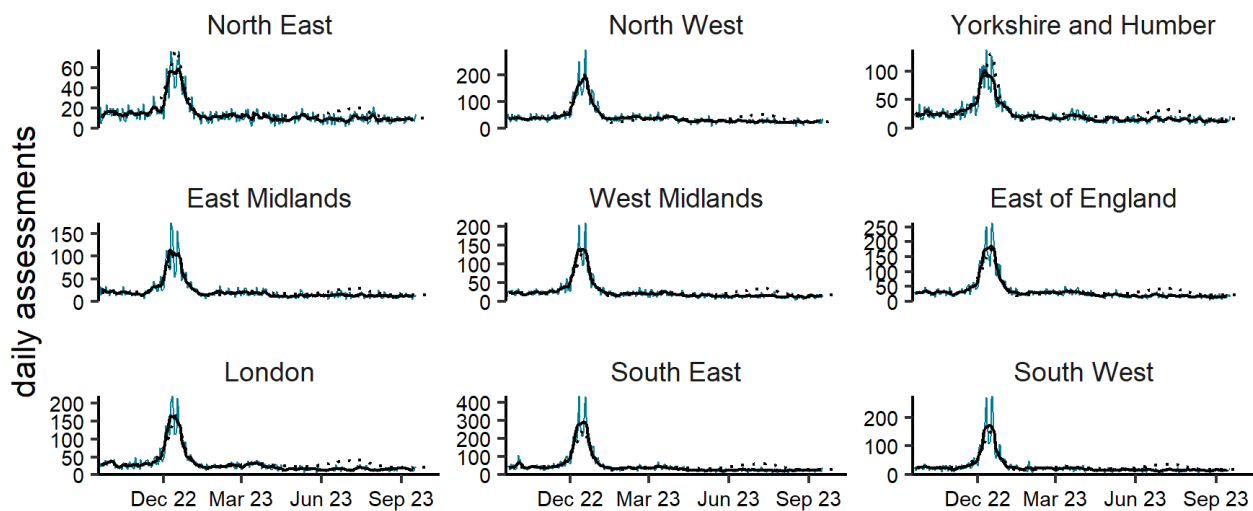 daily assessments
North East
60
40
20
0
North West
200
100
0
Yorkshire and Humber
100
50
0
East Midlands
150
100
50
0
West Midlands
200
150
100
50
0
East of England
250
200
150
100
50
0
London
200
150
100
50
0
Dec 22 Mar 23 Jun 23 Sep 23
South East
400
300
200
100
0
Dec 22 Mar 23 Jun 23 Sep 23
South West
200
100
0
Dec 22 Mar 23 Jun 23 Sep 23